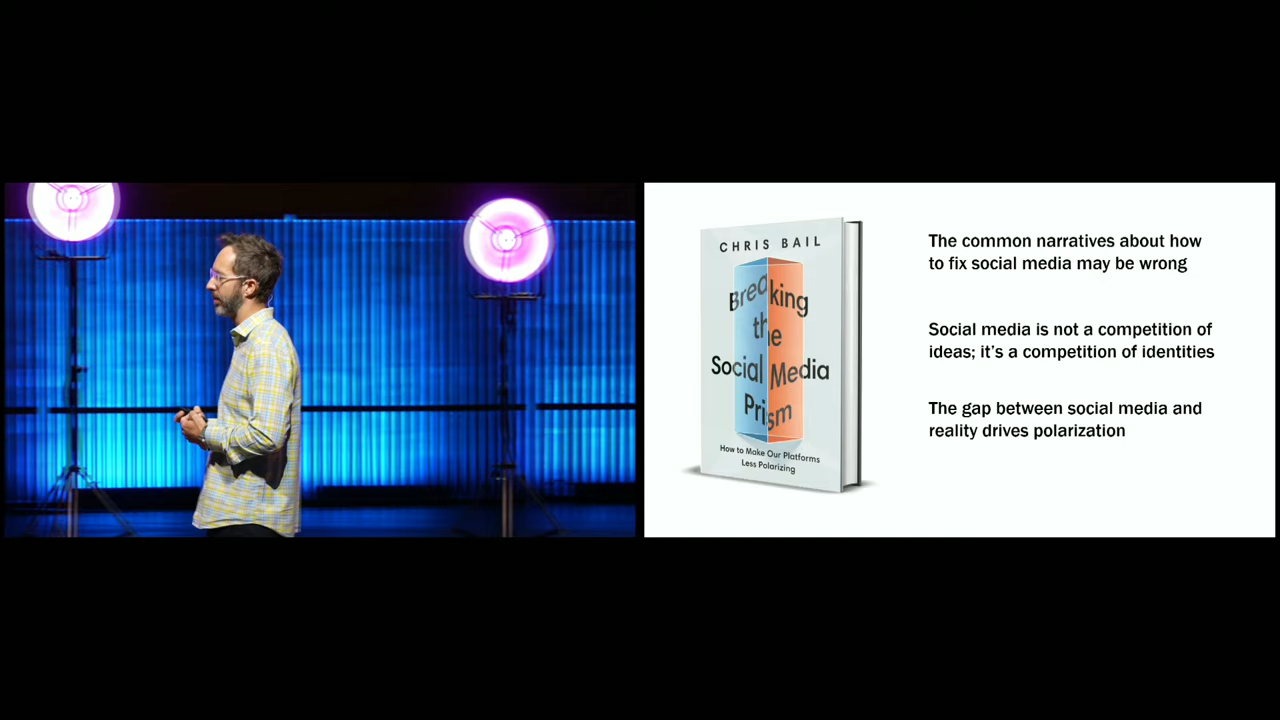 CHRIS BAIL
Breaking
the
Social Media
Prism
How to Make Our Platforms
Less Polarizing
The common narratives about how
to fix social media may be wrong
Social media is not a competition of
ideas; it's a competition of identities
The gap between social media and
reality drives polarization